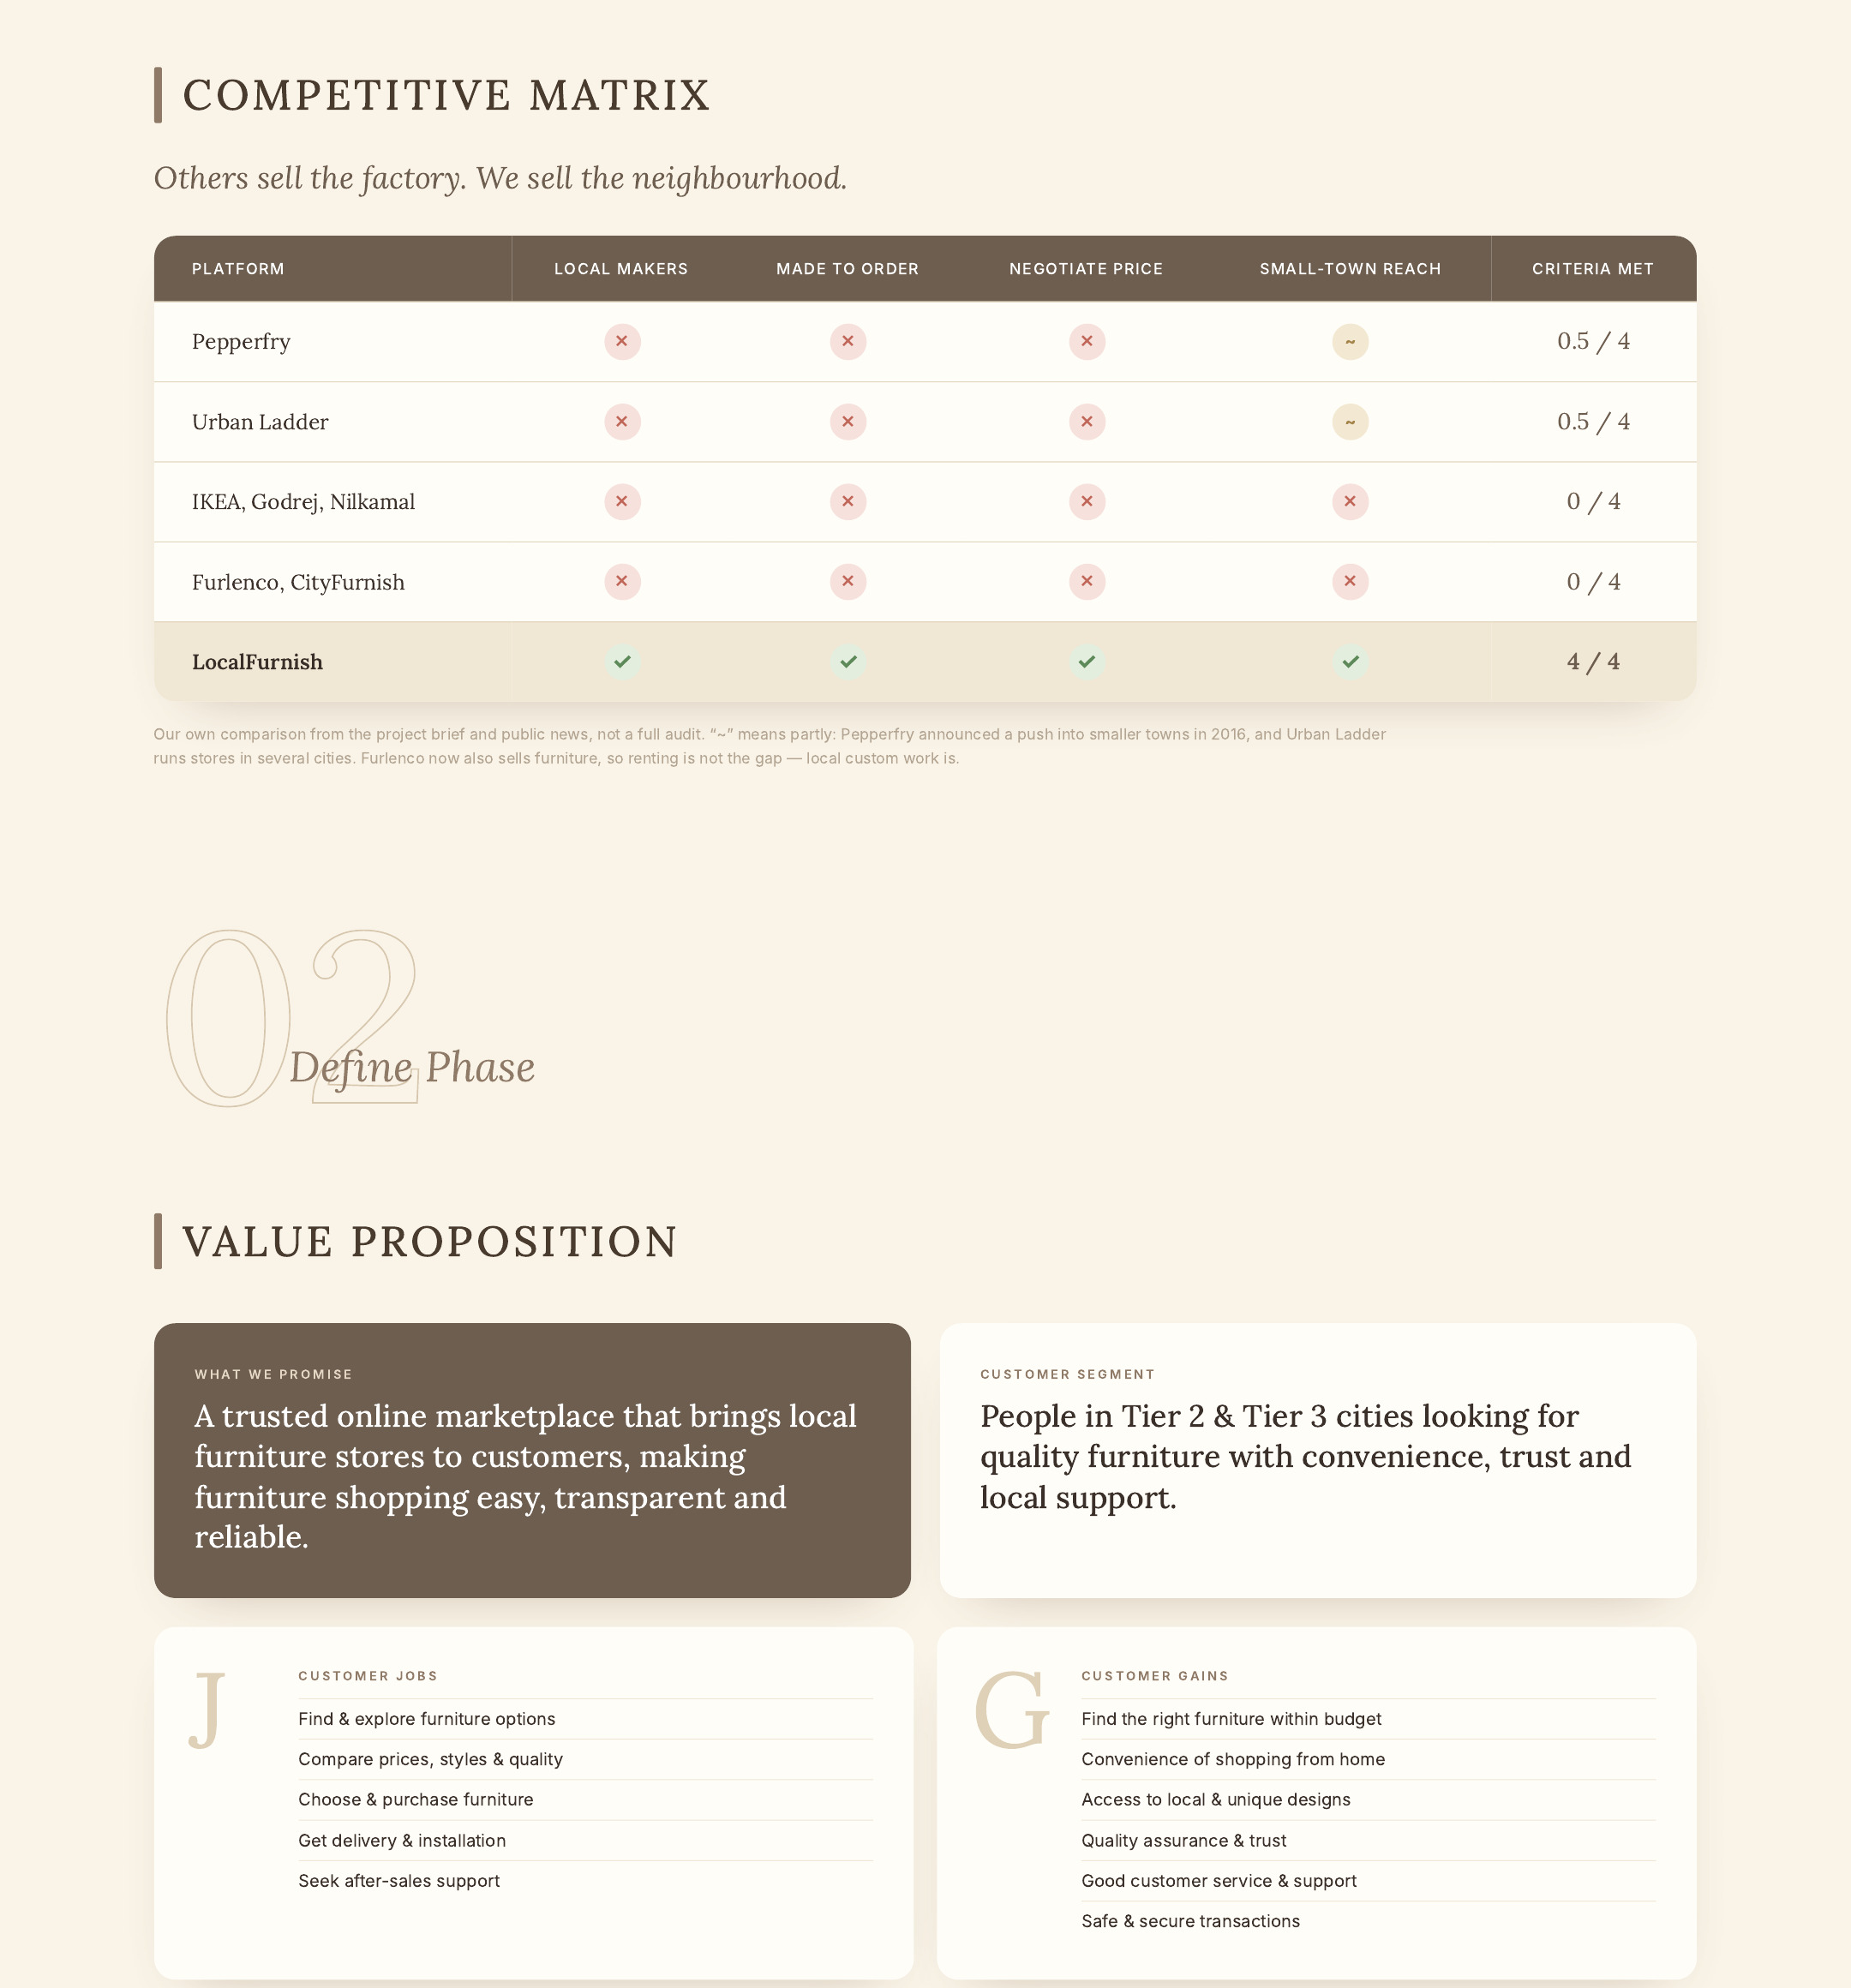 COMPETITIVE MATRIX
Others sell the factory. We sell the neighbourhood.
PLATFORM LOCAL MAKERS MADE TO ORDER NEGOTIATE PRICE SMALL-TOWN REACH CRITERIA MET
Pepperfry ✕ ✕ ✕ ~ 0.5 / 4
Urban Ladder ✕ ✕ ✕ ~ 0.5 / 4
IKEA, Godrej, Nilkamal ✕ ✕ ✕ ✕ 0 / 4
Furlenco, CityFurnish ✕ ✕ ✕ ✕ 0 / 4
LocalFurnish ✓ ✓ ✓ ✓ 4 / 4
Our own comparison from the project brief and public news, not a full audit. “~” means partly: Pepperfry announced a push into smaller towns in 2016, and Urban Ladder
runs stores in several cities. Furlenco now also sells furniture, so renting is not the gap — local custom work is.
02
Define Phase
VALUE PROPOSITION
WHAT WE PROMISE
A trusted online marketplace that brings local
furniture stores to customers, making
furniture shopping easy, transparent and
reliable.
CUSTOMER SEGMENT
People in Tier 2 & Tier 3 cities looking for
quality furniture with convenience, trust and
local support.
J
CUSTOMER JOBS
Find & explore furniture options
Compare prices, styles & quality
Choose & purchase furniture
Get delivery & installation
Seek after-sales support
G
CUSTOMER GAINS
Find the right furniture within budget
Convenience of shopping from home
Access to local & unique designs
Quality assurance & trust
Good customer service & support
Safe & secure transactions